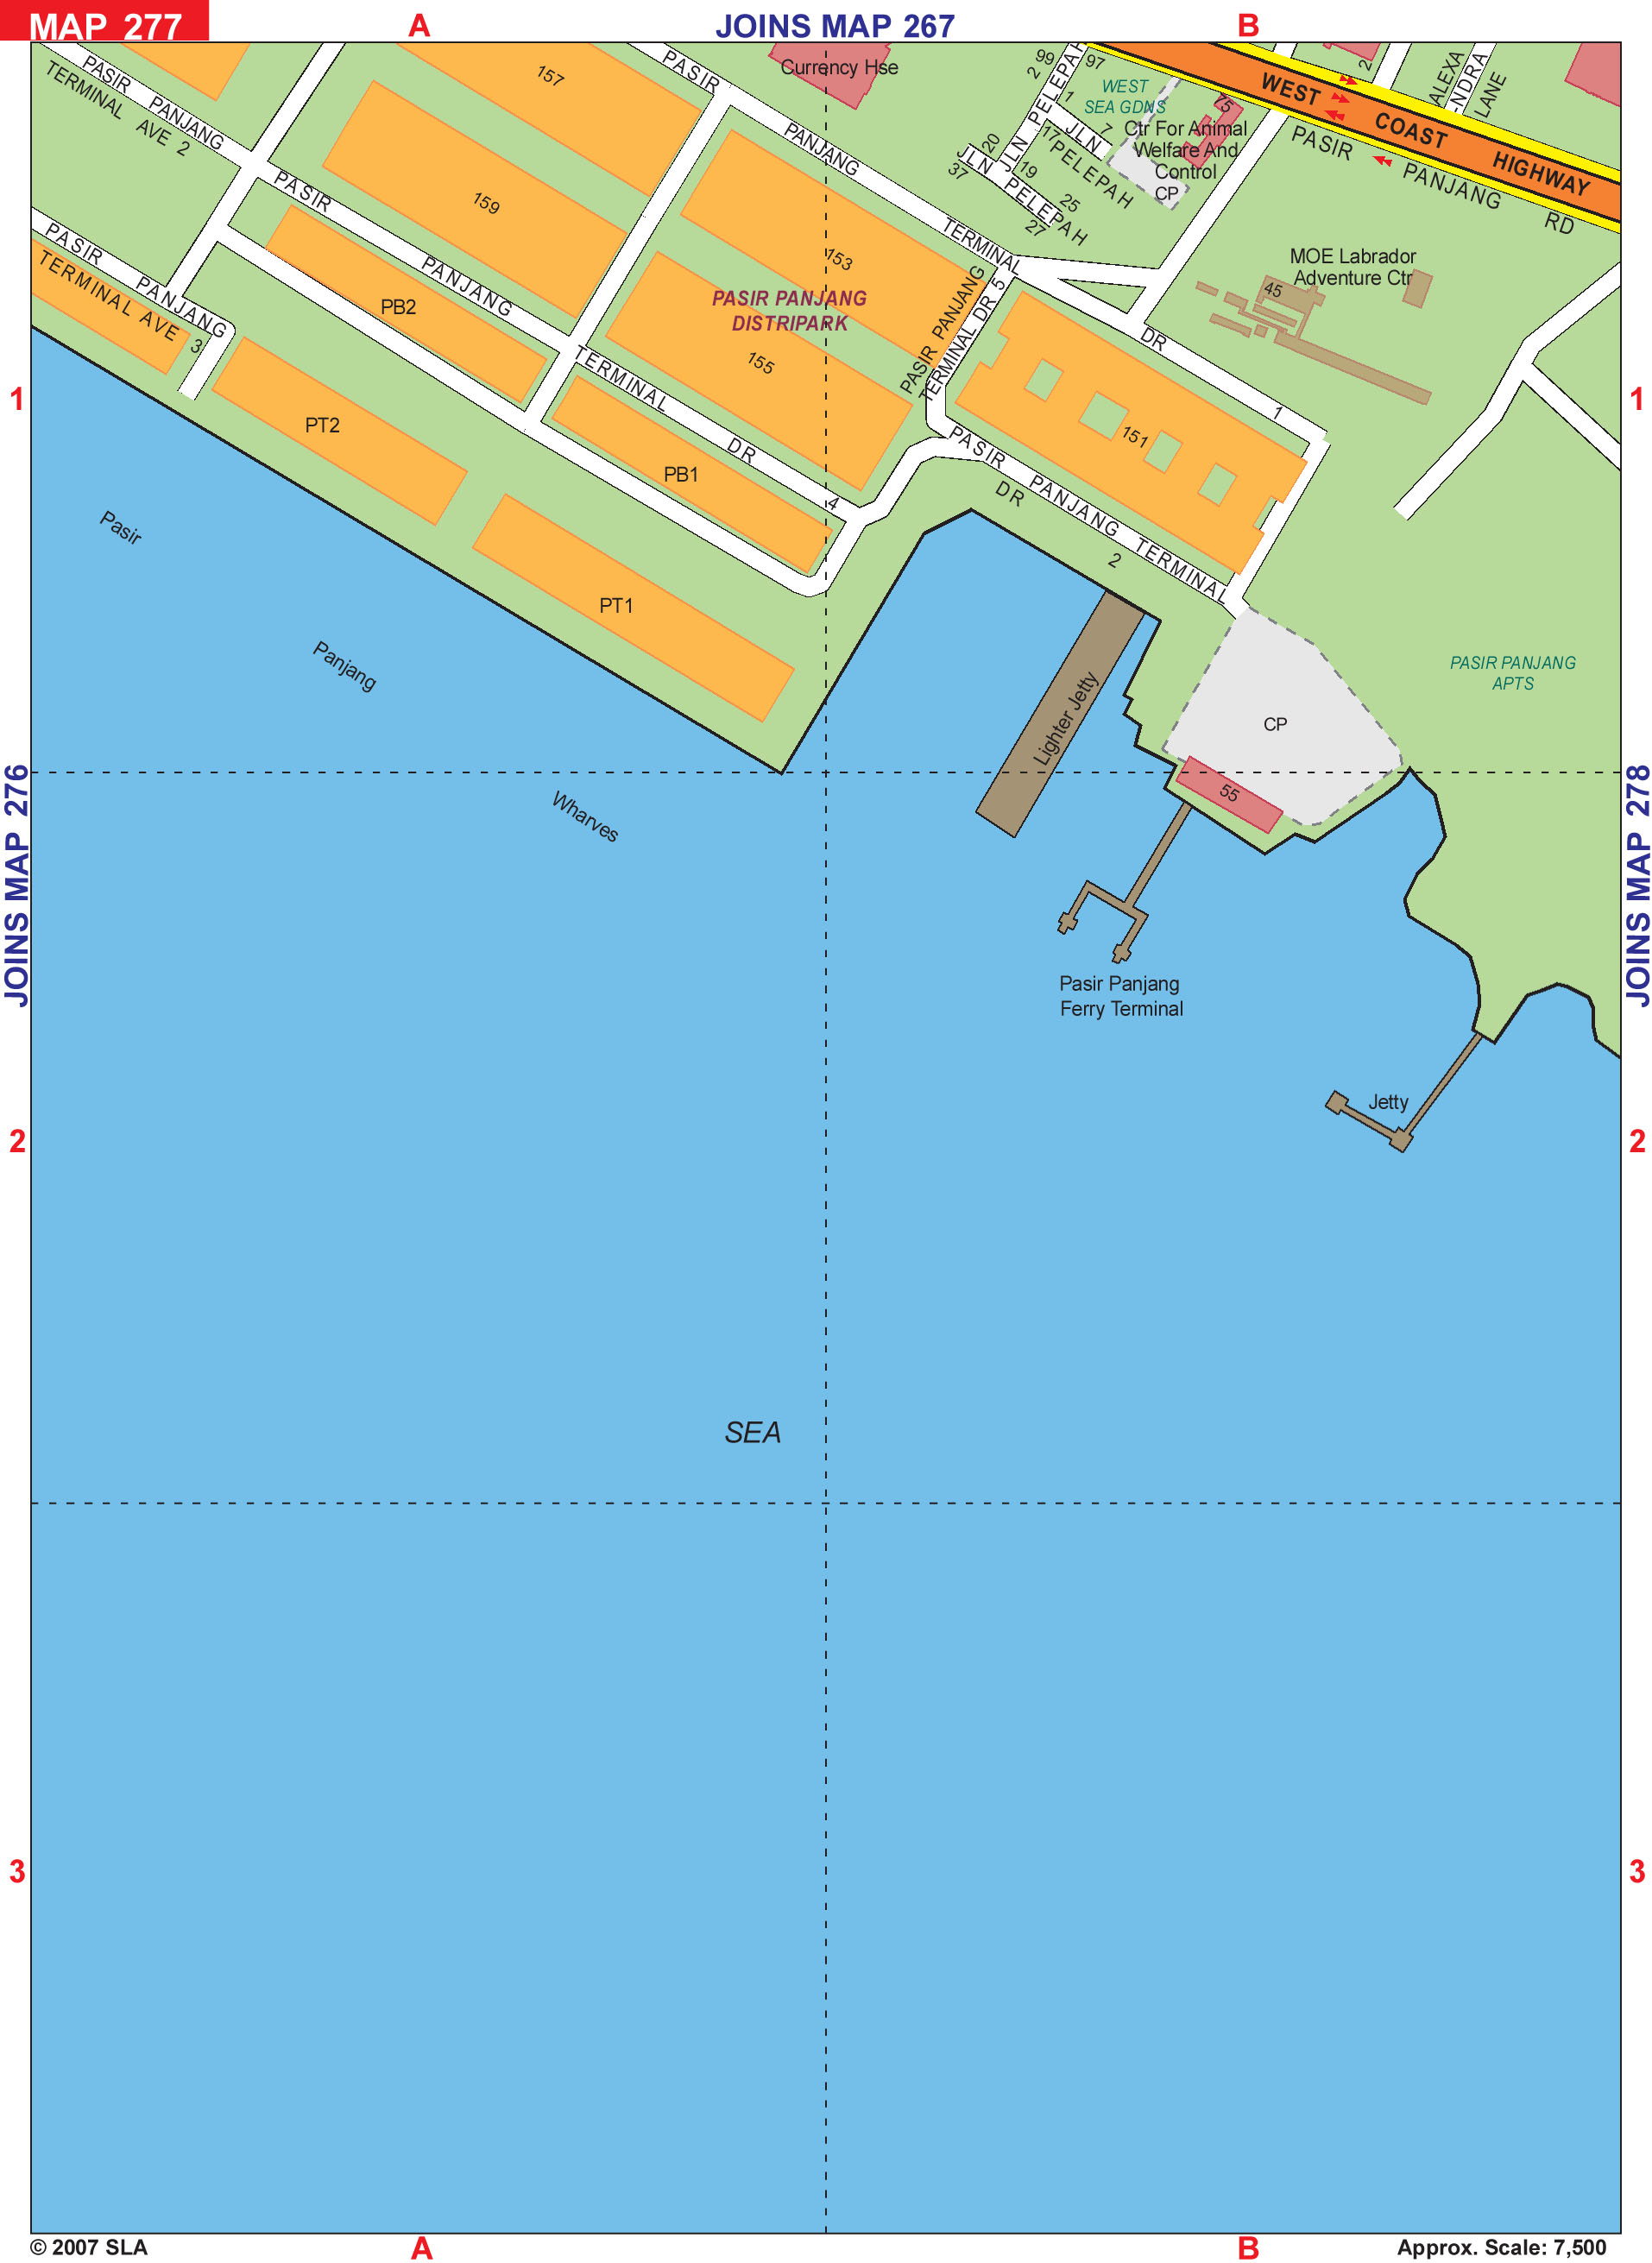 MAP 277
A
JOINS MAP 267
B
PASIR PANJANG
TERMINAL AVE 2
157
PASIR
Currency Hse
99
2
97
JLN PELEPAH
WEST
SEA GDNS
75
WEST COAST HIGHWAY
2
ALEXA
NDRA
LANE
1
JLN
7
17
PELEPAH
Ctr For Animal
Welfare And
Control
CP
PASIR PANJANG RD
PANJANG
20
19
JLN PELEPAH
37
25
27
PASIR
159
PASIR PANJANG
TERMINAL AVE
3
PANJANG
PB2
153
TERMINAL
PASIR PANJANG
DISTRIPARK
PASIR PANJANG
TERMINAL DR 5
MOE Labrador
Adventure Ctr
45
DR
1
155
TERMINAL
DR
4
1
1
PT2
PB1
151
PASIR PANJANG TERMINAL
DR
2
Pasir
Panjang
Wharves
PT1
Lighter Jetty
CP
PASIR PANJANG
APTS
55
JOINS MAP 276
JOINS MAP 278
Pasir Panjang
Ferry Terminal
Jetty
2
2
SEA
3
3
© 2007 SLA
A
B
Approx. Scale: 7,500